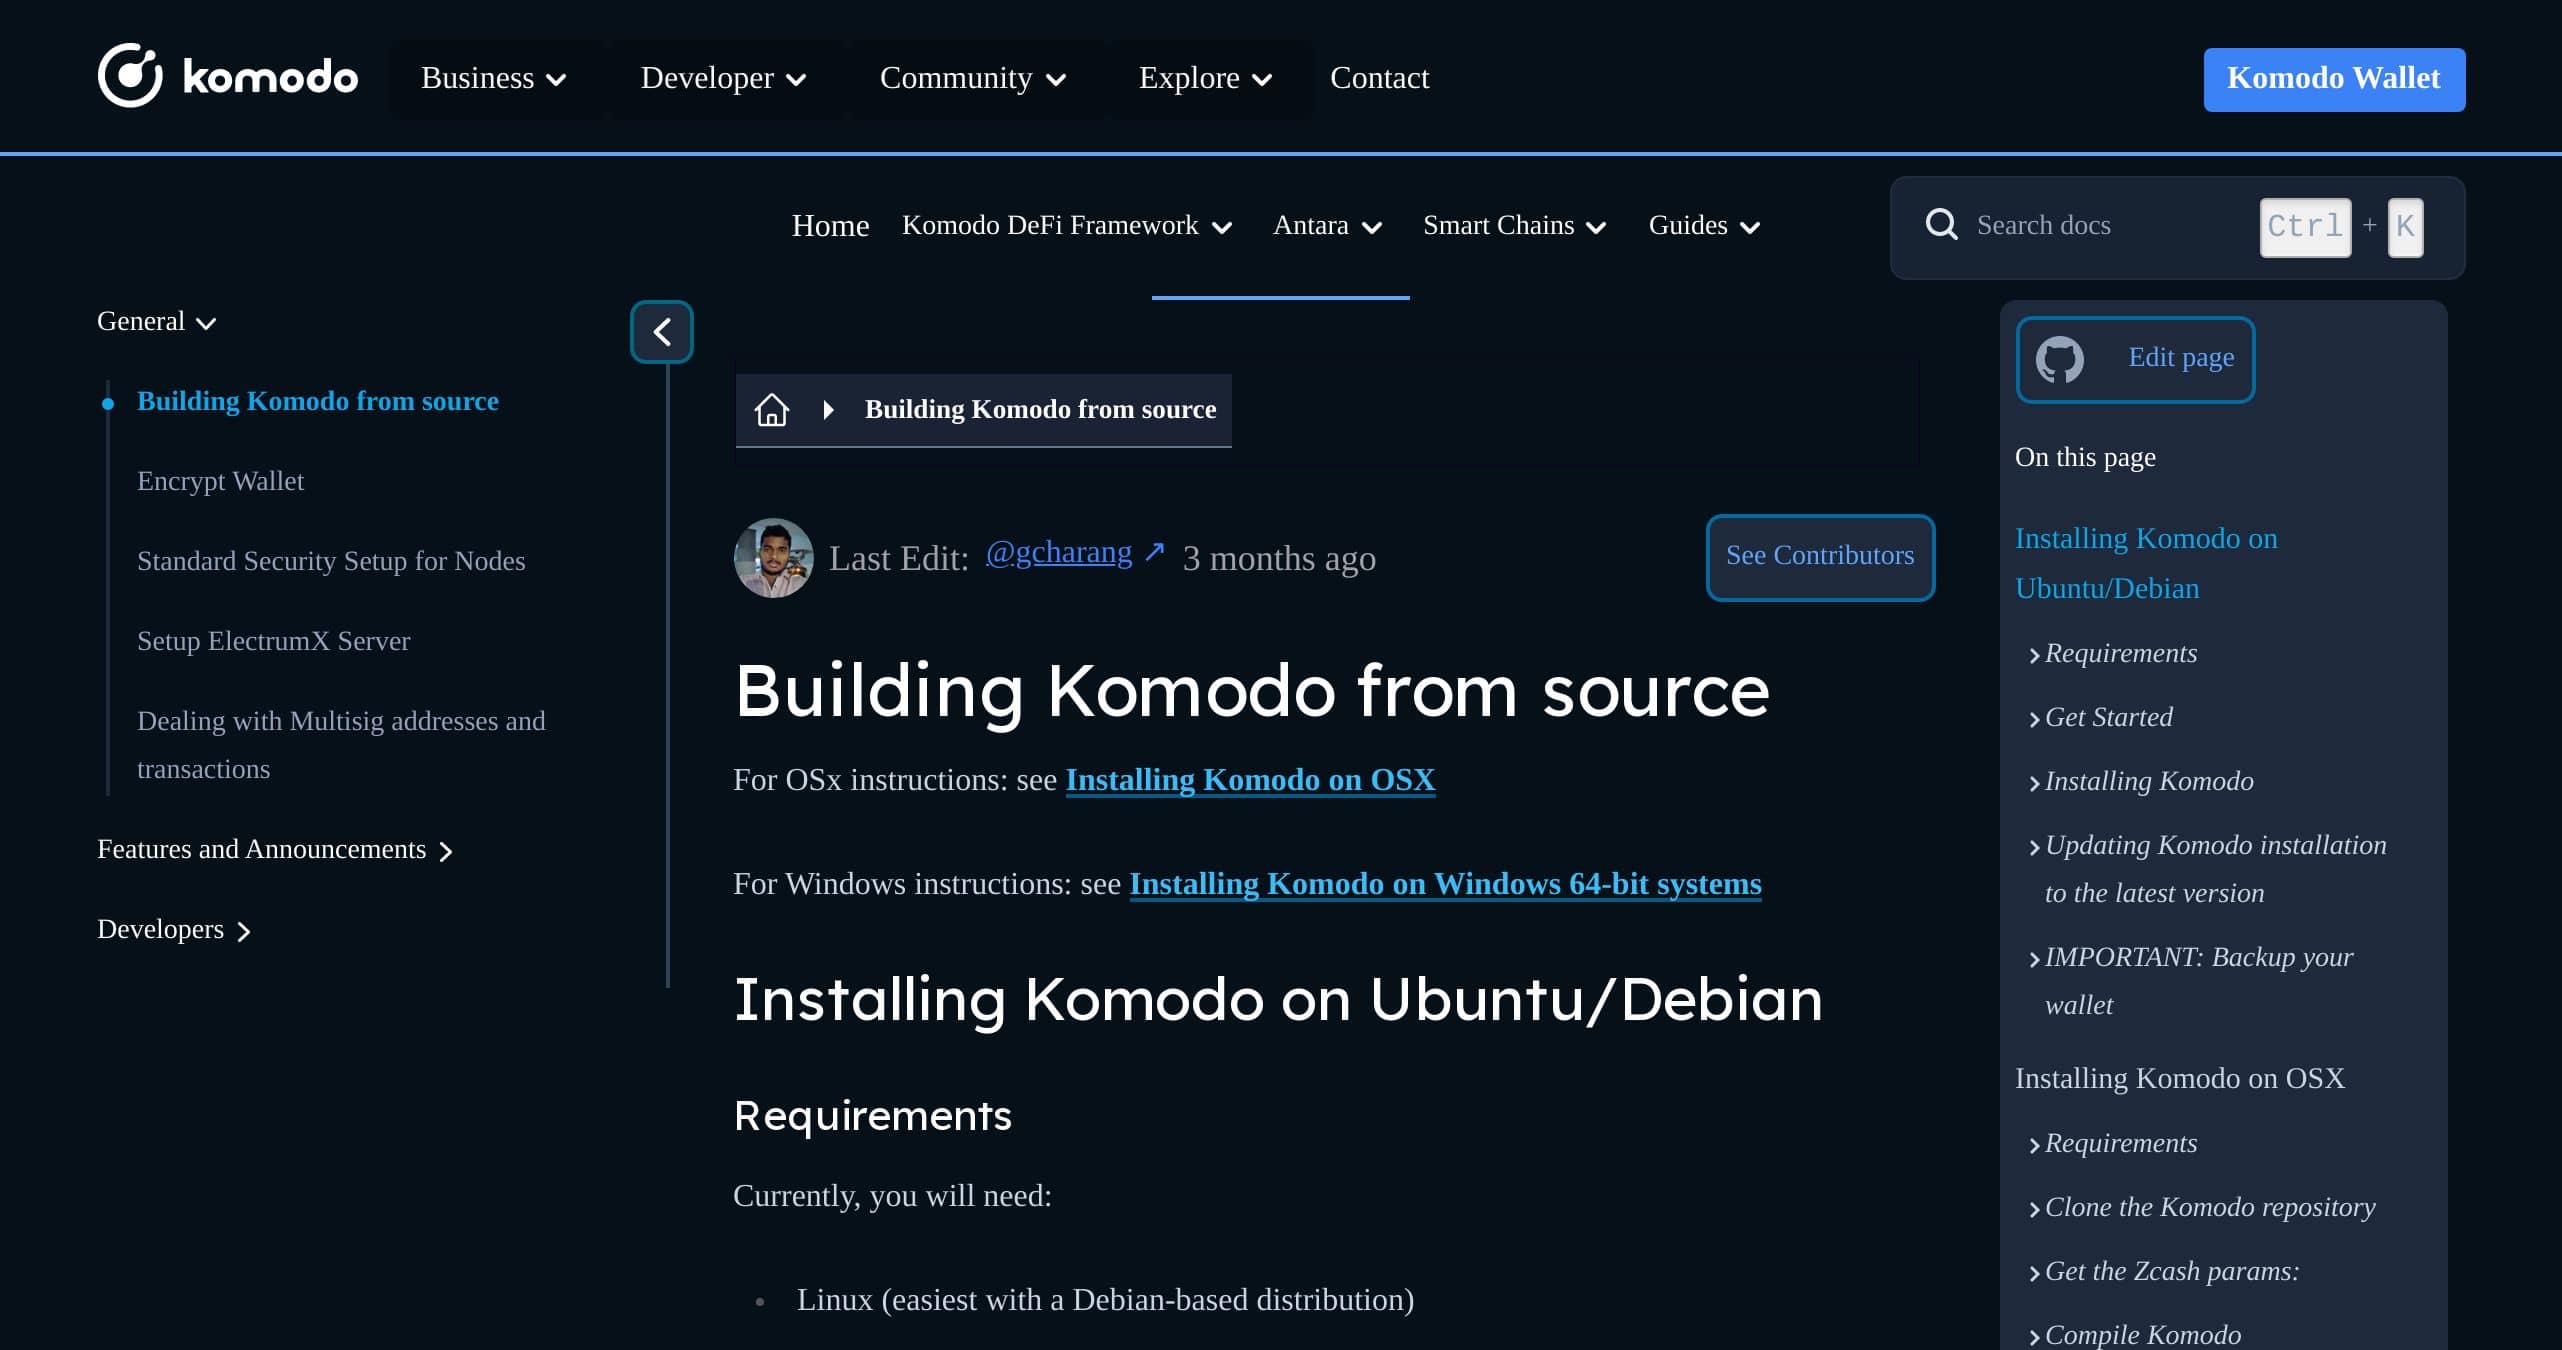 komodo
Business
Developer
Community
Explore
Contact
Komodo Wallet
Home
Komodo DeFi Framework
Antara
Smart Chains
Guides
Search docs
Ctrl + K
General
Building Komodo from source
Encrypt Wallet
Standard Security Setup for Nodes
Setup ElectrumX Server
Dealing with Multisig addresses and
transactions
Features and Announcements
Developers
Building Komodo from source
Last Edit: @gcharang ↗ 3 months ago
See Contributors
Building Komodo from source
For OSx instructions: see Installing Komodo on OSX
For Windows instructions: see Installing Komodo on Windows 64-bit systems
Installing Komodo on Ubuntu/Debian
Requirements
Currently, you will need:
• Linux (easiest with a Debian-based distribution)
Edit page
On this page
Installing Komodo on
Ubuntu/Debian
Requirements
Get Started
Installing Komodo
Updating Komodo installation
to the latest version
IMPORTANT: Backup your
wallet
Installing Komodo on OSX
Requirements
Clone the Komodo repository
Get the Zcash params:
Compile Komodo